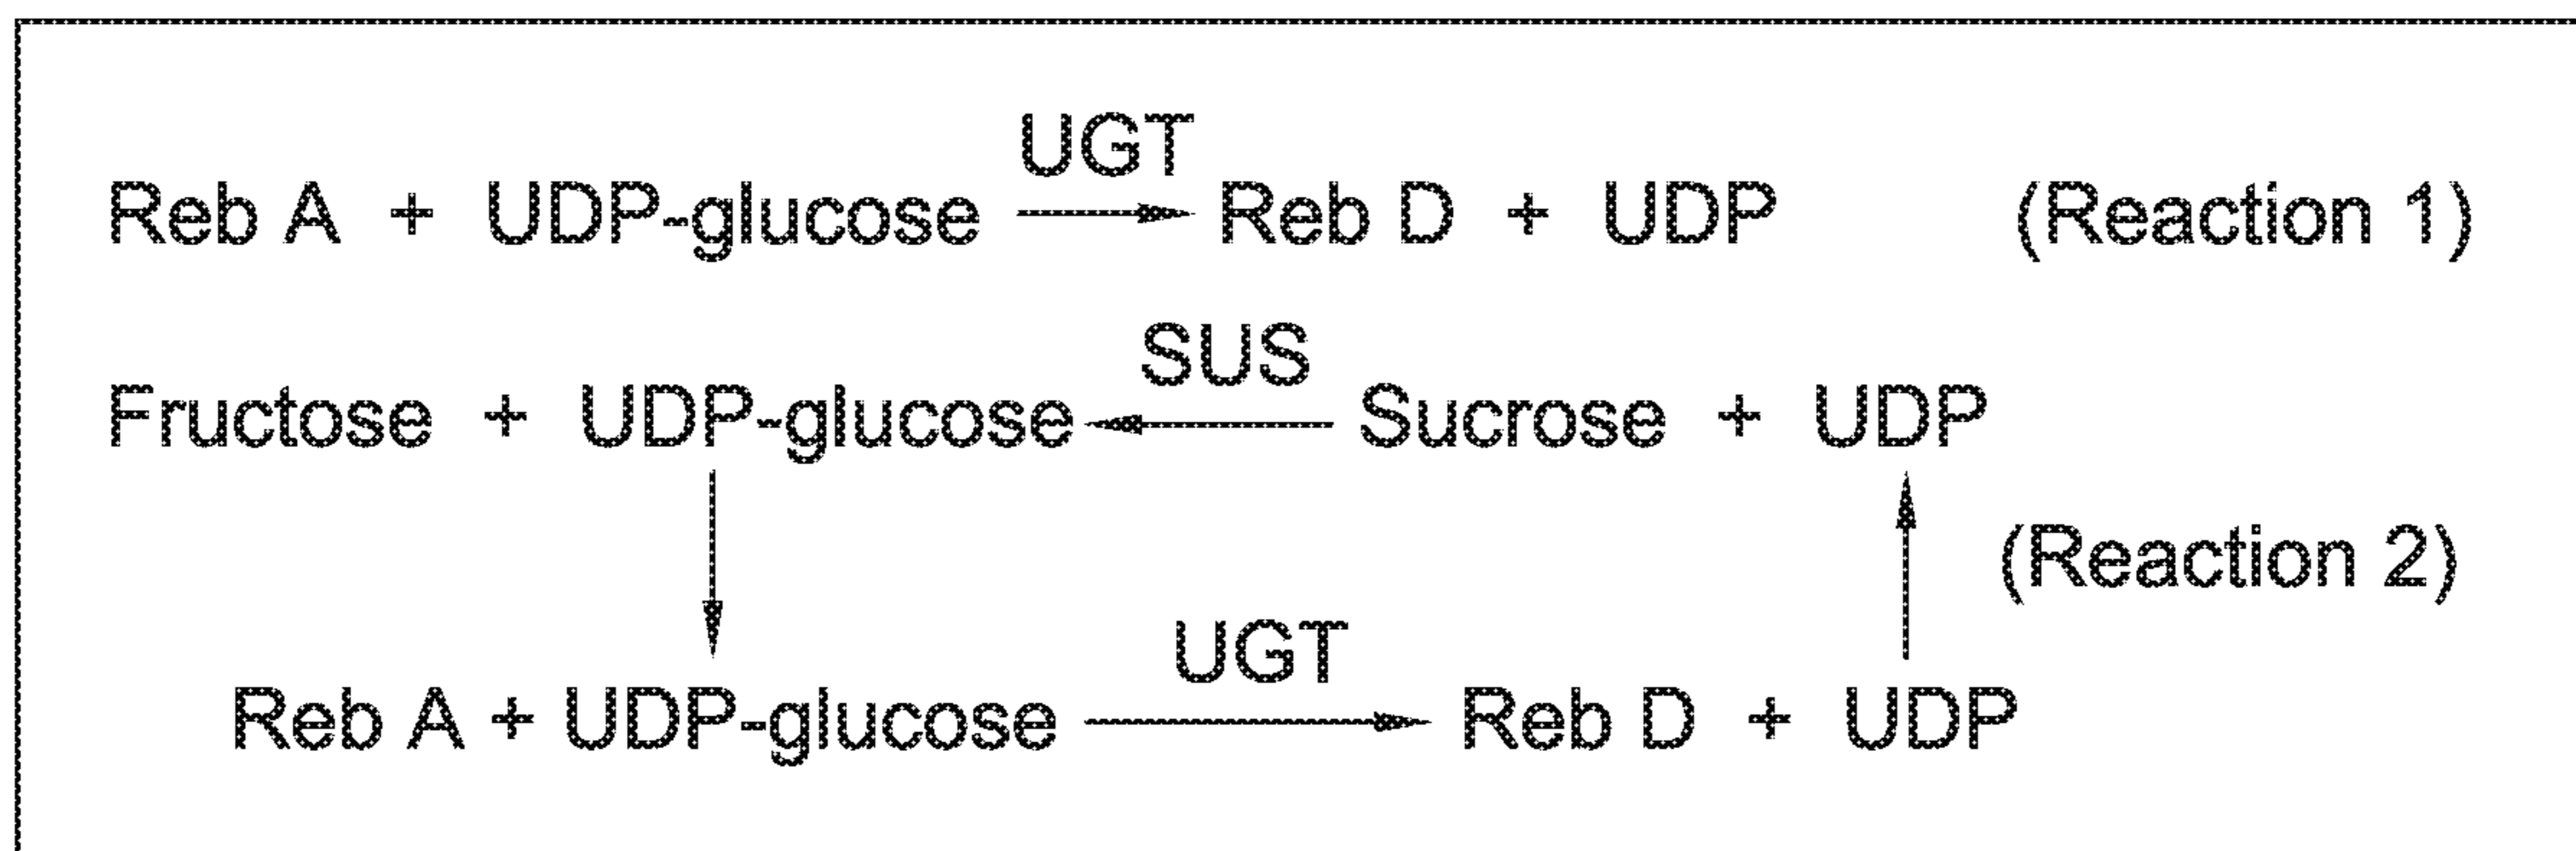 UGT
Reb A + UDP-glucose Reb D + UDP (Reaction 1)
SUS
Fructose + UDP-glucose Sucrose + UDP
(Reaction 2)
UGT
Reb A + UDP-glucose Reb D + UDP